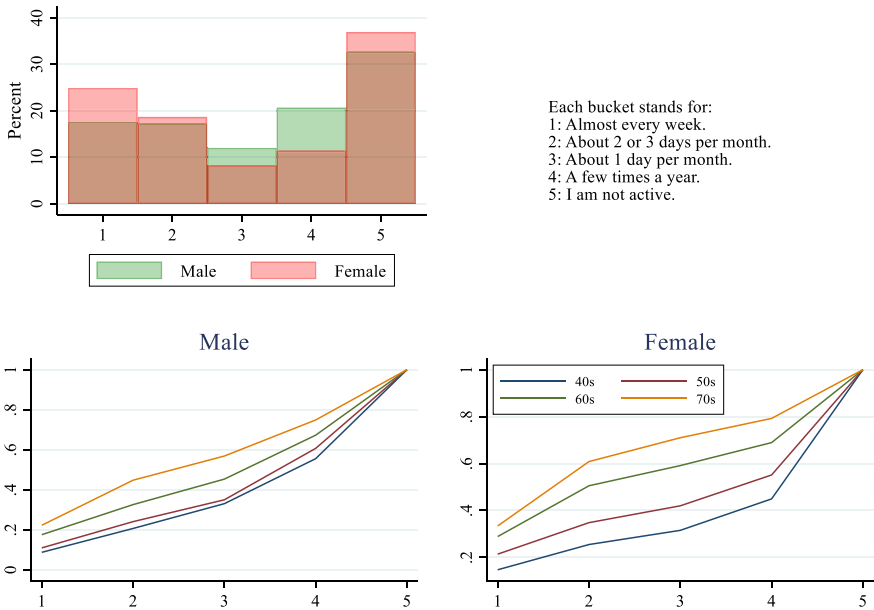 Percent
40
30
20
10
0
1 2 3 4 5
Male Female
Each bucket stands for:
1: Almost every week.
2: About 2 or 3 days per month.
3: About 1 day per month.
4: A few times a year.
5: I am not active.
Male
1
.8
.6
.4
.2
0
1 2 3 4 5
Female
40s 50s
60s 70s
1
.8
.6
.4
.2
1 2 3 4 5